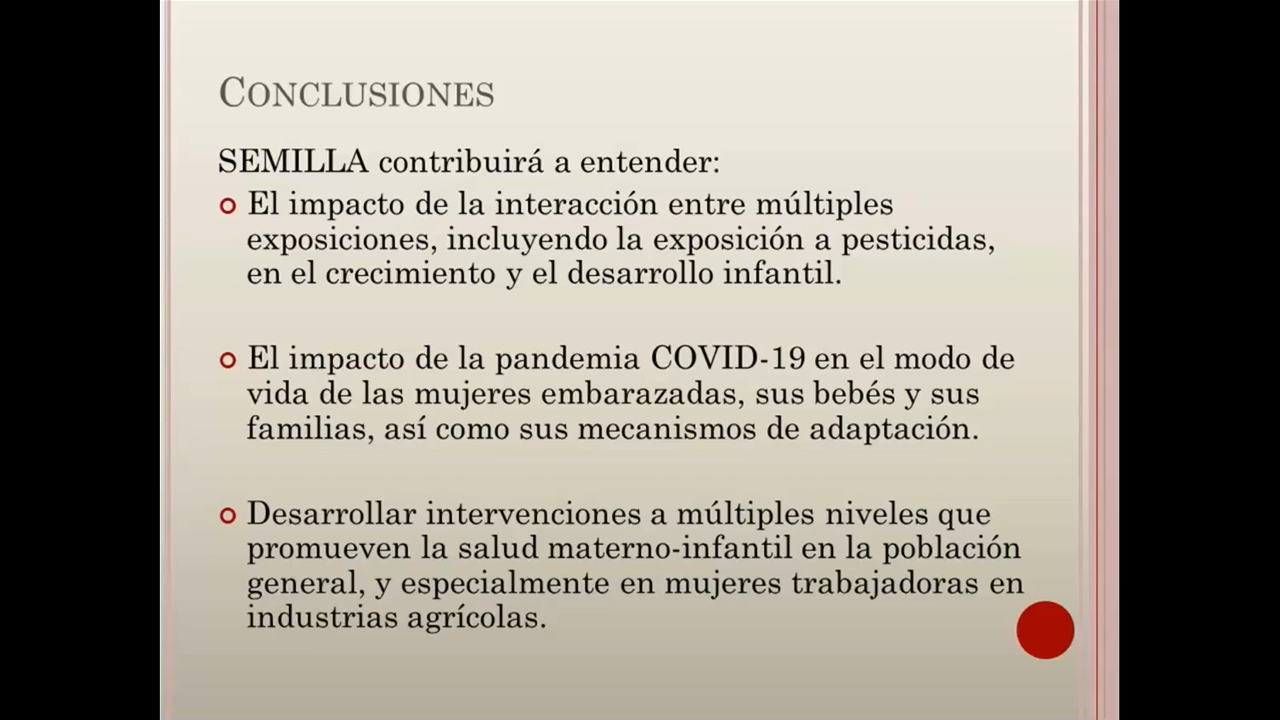 CONCLUSIONES
SEMILLA contribuirá a entender:
El impacto de la interacción entre múltiples
exposiciones, incluyendo la exposición a pesticidas,
en el crecimiento y el desarrollo infantil.
El impacto de la pandemia COVID-19 en el modo de
vida de las mujeres embarazadas, sus bebés y sus
familias, así como sus mecanismos de adaptación.
Desarrollar intervenciones a múltiples niveles que
promueven la salud materno-infantil en la población
general, y especialmente en mujeres trabajadoras en
industrias agrícolas.